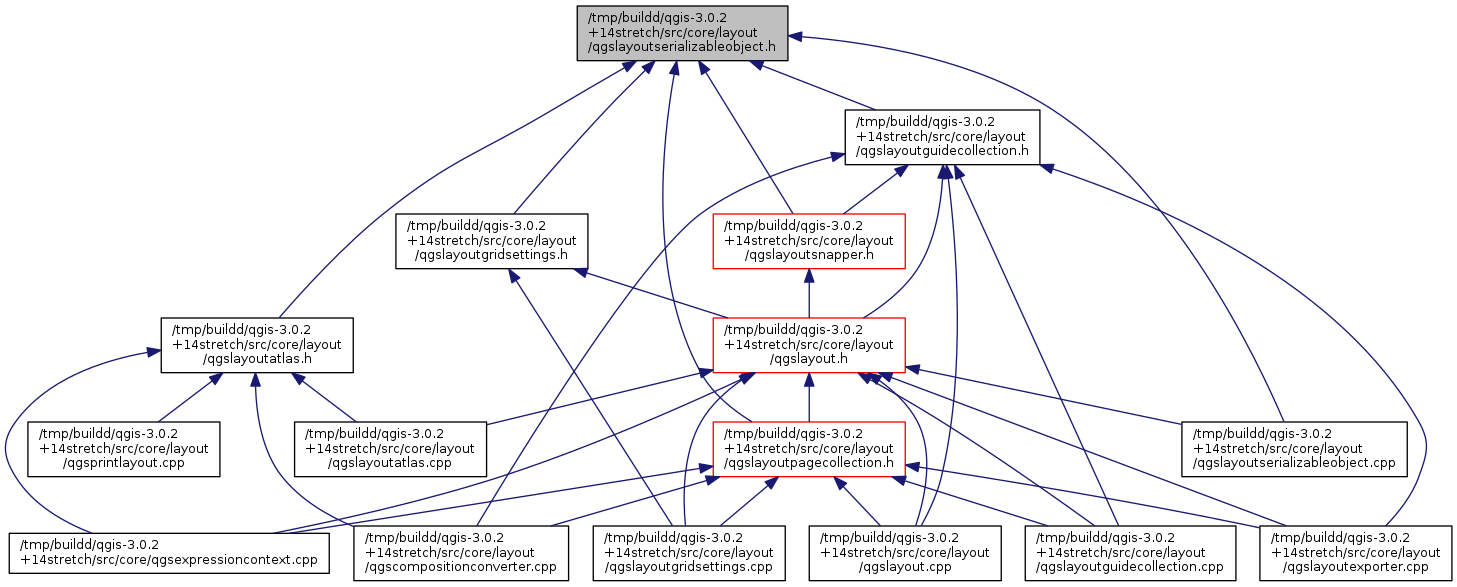 /tmp/buildd/qgis-3.0.2
+14stretch/src/core/layout
/qgslayoutserializableobject.h
/tmp/buildd/qgis-3.0.2
+14stretch/src/core/layout
/qgslayoutguidecollection.h
/tmp/buildd/qgis-3.0.2
+14stretch/src/core/layout
/qgslayoutgridsettings.h
/tmp/buildd/qgis-3.0.2
+14stretch/src/core/layout
/qgslayoutsnapper.h
/tmp/buildd/qgis-3.0.2
+14stretch/src/core/layout
/qgslayoutatlas.h
/tmp/buildd/qgis-3.0.2
+14stretch/src/core/layout
/qgslayout.h
/tmp/buildd/qgis-3.0.2
+14stretch/src/core/layout
/qgsprintlayout.cpp
/tmp/buildd/qgis-3.0.2
+14stretch/src/core/layout
/qgslayoutatlas.cpp
/tmp/buildd/qgis-3.0.2
+14stretch/src/core/layout
/qgslayoutpagecollection.h
/tmp/buildd/qgis-3.0.2
+14stretch/src/core/layout
/qgslayoutserializableobject.cpp
/tmp/buildd/qgis-3.0.2
+14stretch/src/core/qgsexpressioncontext.cpp
/tmp/buildd/qgis-3.0.2
+14stretch/src/core/layout
/qgscompositionconverter.cpp
/tmp/buildd/qgis-3.0.2
+14stretch/src/core/layout
/qgslayoutgridsettings.cpp
/tmp/buildd/qgis-3.0.2
+14stretch/src/core/layout
/qgslayout.cpp
/tmp/buildd/qgis-3.0.2
+14stretch/src/core/layout
/qgslayoutguidecollection.cpp
/tmp/buildd/qgis-3.0.2
+14stretch/src/core/layout
/qgslayoutexporter.cpp